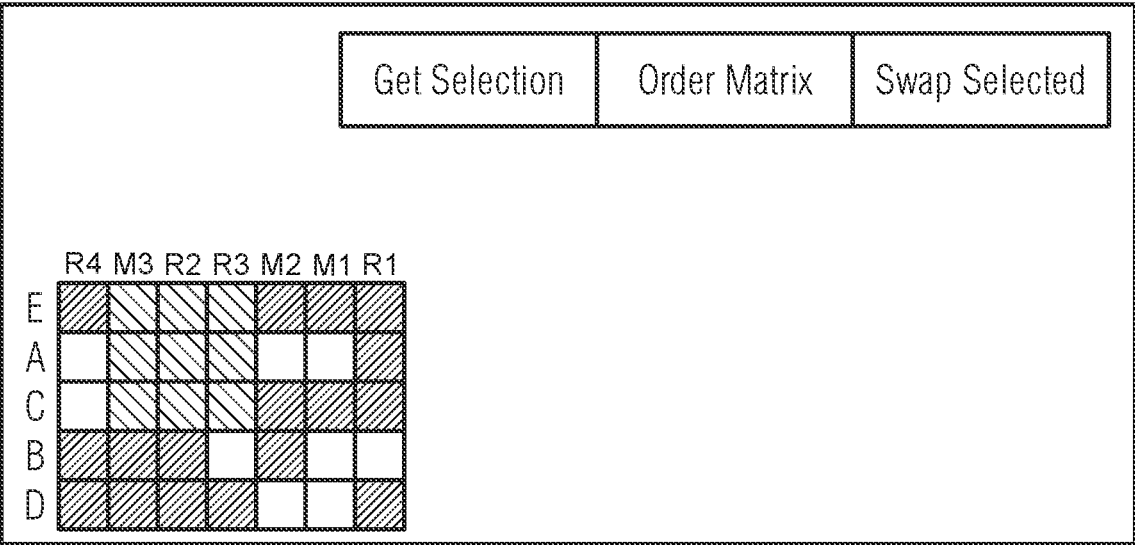 Get Selection Order Matrix Swap Selected
R4 M3 R2 R3 M2 M1 R1
E
A
C
B
D